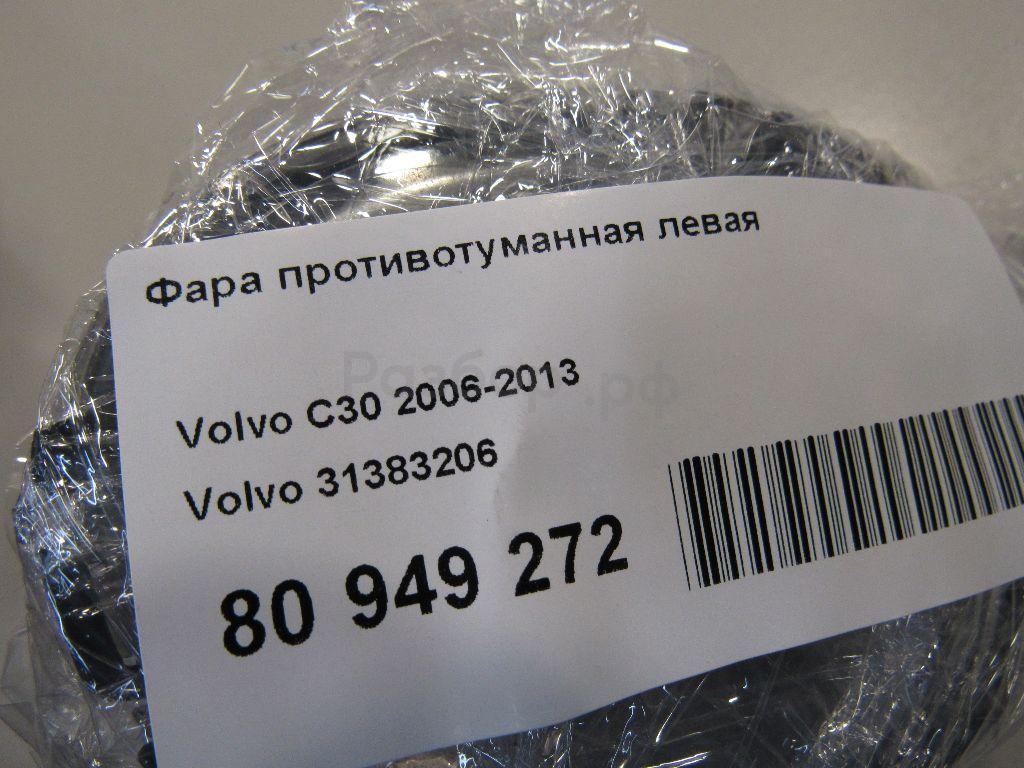 Фара противотуманная левая
Volvo C30 2006-2013
Volvo 31383206
80 949 272